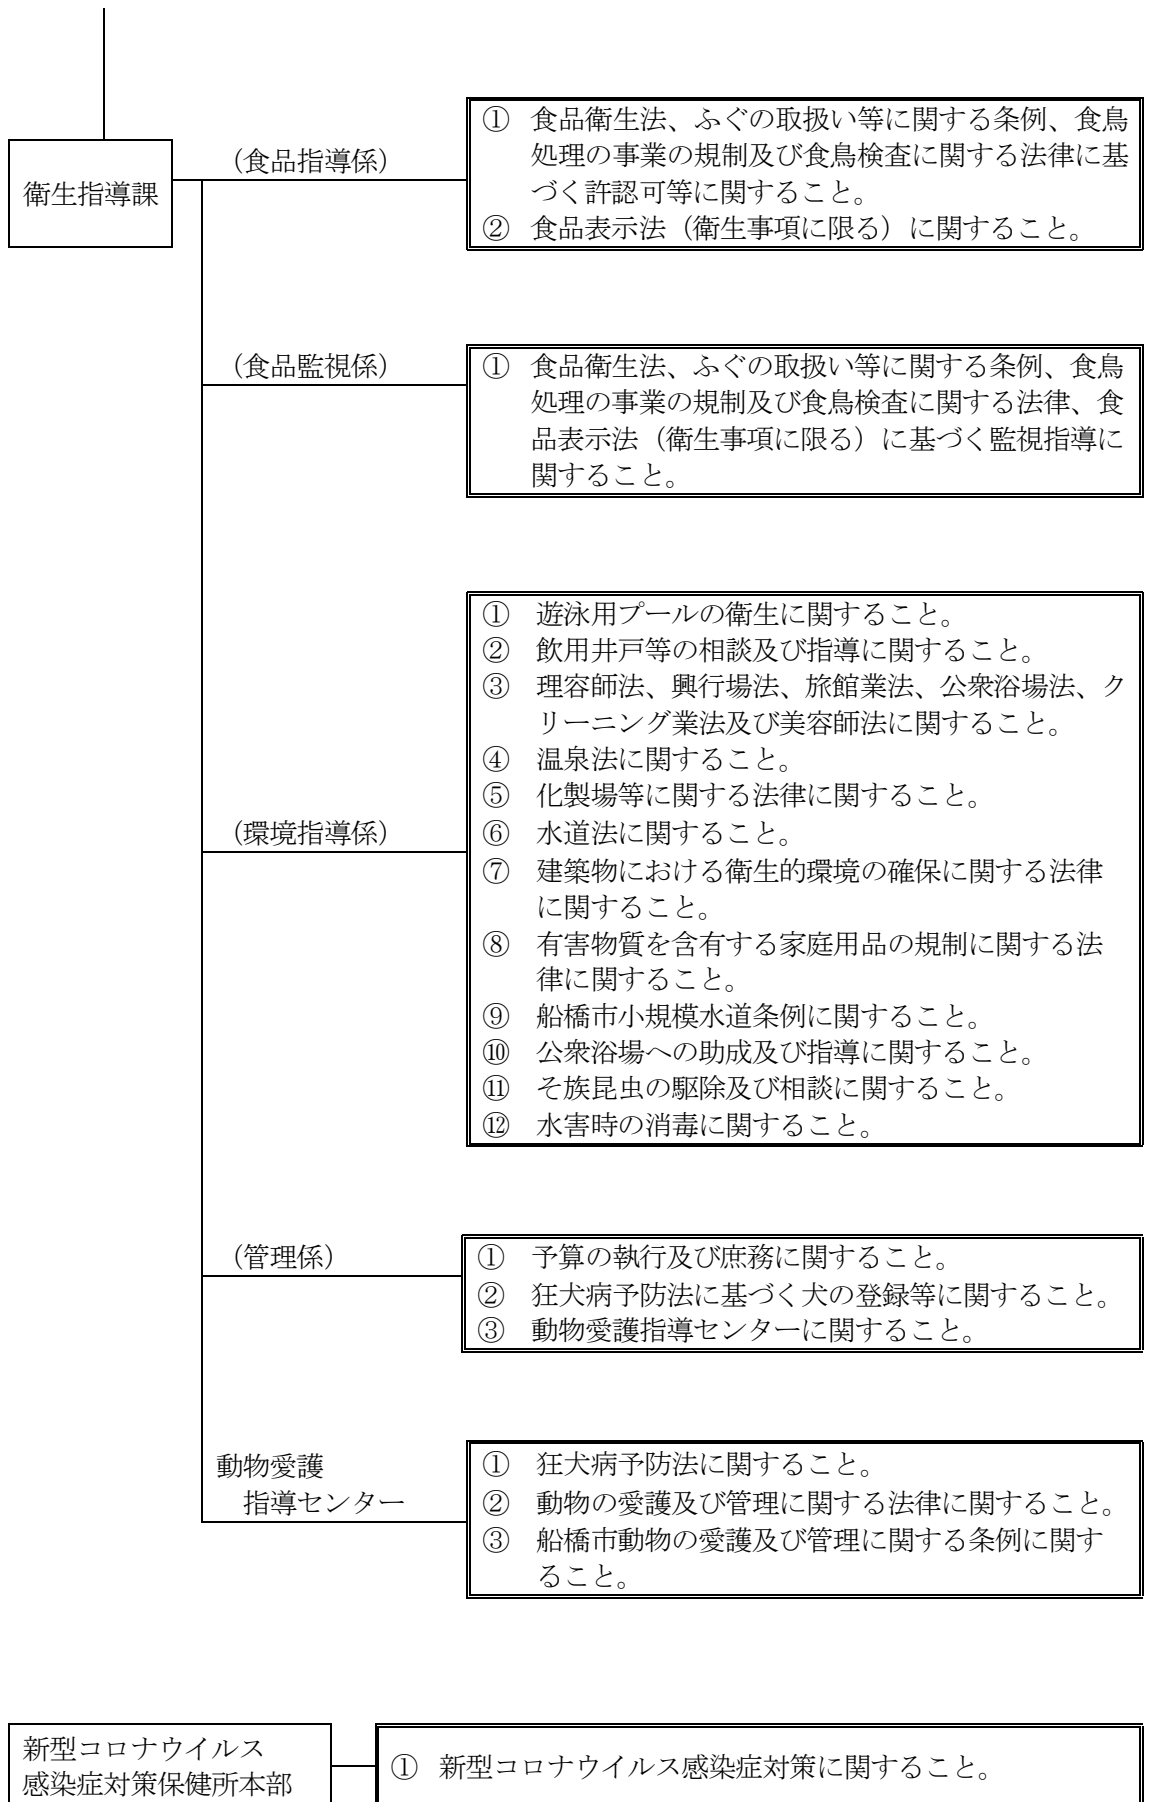 衛生指導課
（食品指導係）
① 食品衛生法、ふぐの取扱い等に関する条例、食鳥
処理の事業の規制及び食鳥検査に関する法律に基
づく許認可等に関すること。
② 食品表示法（衛生事項に限る）に関すること。
（食品監視係）
① 食品衛生法、ふぐの取扱い等に関する条例、食鳥
処理の事業の規制及び食鳥検査に関する法律、食
品表示法（衛生事項に限る）に基づく監視指導に
関すること。
（環境指導係）
① 遊泳用プールの衛生に関すること。
② 飲用井戸等の相談及び指導に関すること。
③ 理容師法、興行場法、旅館業法、公衆浴場法、ク
リーニング業法及び美容師法に関すること。
④ 温泉法に関すること。
⑤ 化製場等に関する法律に関すること。
⑥ 水道法に関すること。
⑦ 建築物における衛生的環境の確保に関する法律
に関すること。
⑧ 有害物質を含有する家庭用品の規制に関する法
律に関すること。
⑨ 船橋市小規模水道条例に関すること。
⑩ 公衆浴場への助成及び指導に関すること。
⑪ そ族昆虫の駆除及び相談に関すること。
⑫ 水害時の消毒に関すること。
（管理係）
① 予算の執行及び庶務に関すること。
② 狂犬病予防法に基づく犬の登録等に関すること。
③ 動物愛護指導センターに関すること。
動物愛護
指導センター
① 狂犬病予防法に関すること。
② 動物の愛護及び管理に関する法律に関すること。
③ 船橋市動物の愛護及び管理に関する条例に関す
ること。
新型コロナウイルス
感染症対策保健所本部
① 新型コロナウイルス感染症対策に関すること。